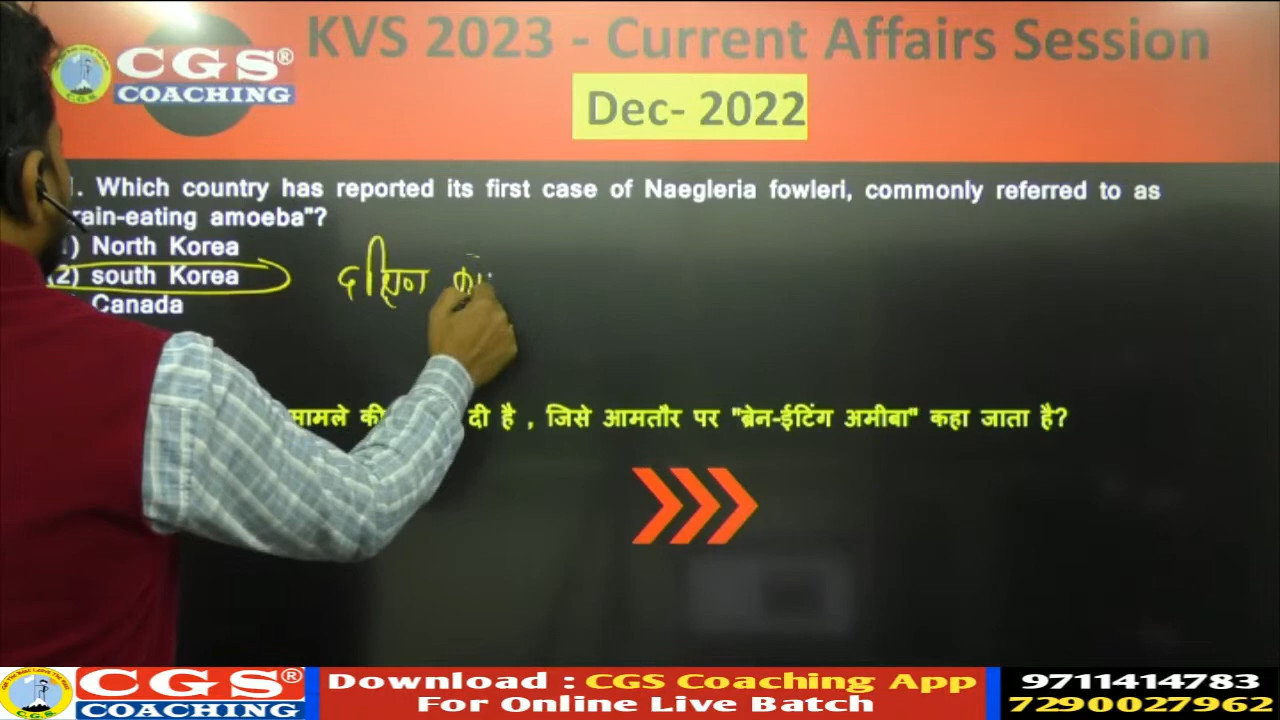 CGS®
COACHING
KVS 2023 - Current Affairs Session
Dec- 2022
1. Which country has reported its first case of Naegleria fowleri, commonly referred to as
rain-eating amoeba"?
1) North Korea
(2) south Korea
Canada
मामले की दी है , जिसे आमतौर पर "ब्रेन-ईटिंग अमीबा" कहा जाता है?
CGS®
COACHING
Download : CGS Coaching App
For Online Live Batch
9711414783
7290027962